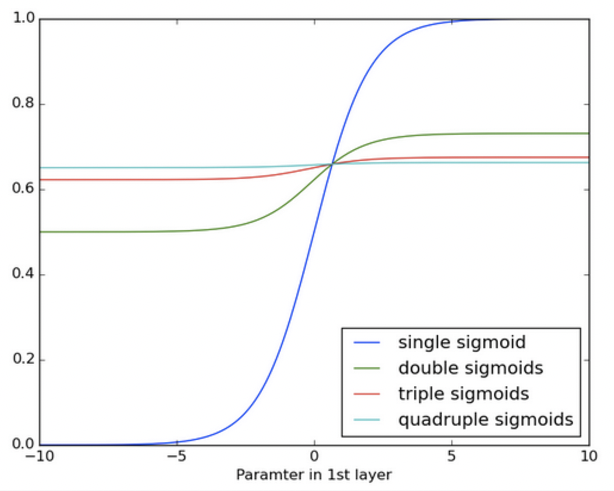 1.0
0.8
0.6
0.4
0.2
0.0
single sigmoid
double sigmoids
triple sigmoids
quadruple sigmoids
−10 −5 0 5 10
Paramter in 1st layer